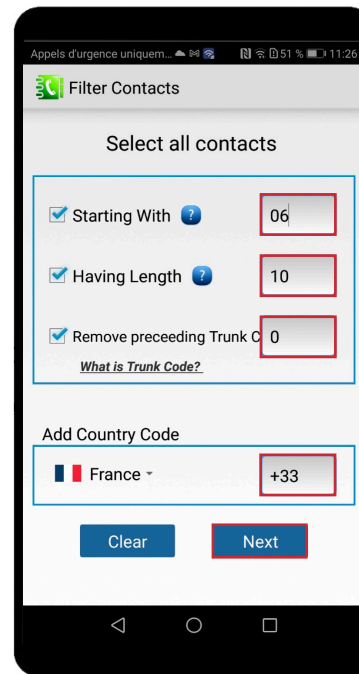 Appels d'urgence uniquem... 51 % 11:26
Filter Contacts
Select all contacts
Starting With ? 06
Having Length ? 10
Remove preceeding Trunk C 0
What is Trunk Code?
Add Country Code
France +33
Clear Next